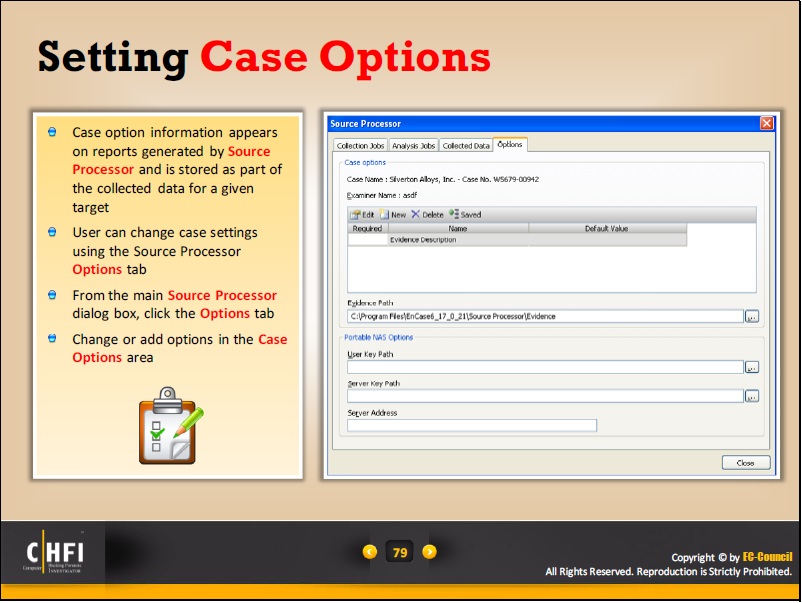 Setting Case Options
Case option information appears
on reports generated by Source
Processor and is stored as part of
the collected data for a given
target
User can change case settings
using the Source Processor
Options tab
From the main Source Processor
dialog box, click the Options tab
Change or add options in the Case
Options area
Source Processor
Collection Jobs Analysis Jobs Collected Data Options
Case options
Case Name : Silverton Alloys, Inc. - Case No. W5679-00942
Examiner Name : asdf
Edit New Delete Saved
Required Name Default Value
Evidence Description
Evidence Path
C:\Program Files\EnCase6_17_0_21\Source Processor\Evidence
...
Portable NAS Options
User Key Path
...
Server Key Path
...
Server Address
Close
CHFI
Computer Hacking Forensic
INVESTIGATOR
79
Copyright © by EC-Council
All Rights Reserved. Reproduction is Strictly Prohibited.